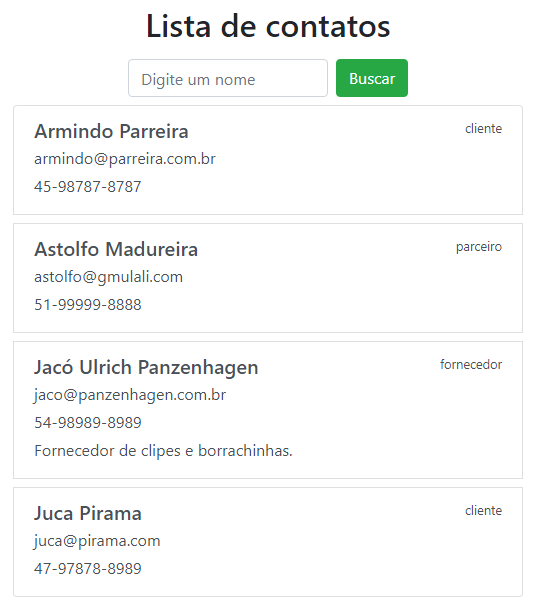 Lista de contatos
Digite um nome
Buscar
Armindo Parreira
cliente
armindo@parreira.com.br
45-98787-8787
Astolfo Madureira
parceiro
astolfo@gmulali.com
51-99999-8888
Jacó Ulrich Panzenhagen
fornecedor
jaco@panzenhagen.com.br
54-98989-8989
Fornecedor de clipes e borrachinhas.
Juca Pirama
cliente
juca@pirama.com
47-97878-8989